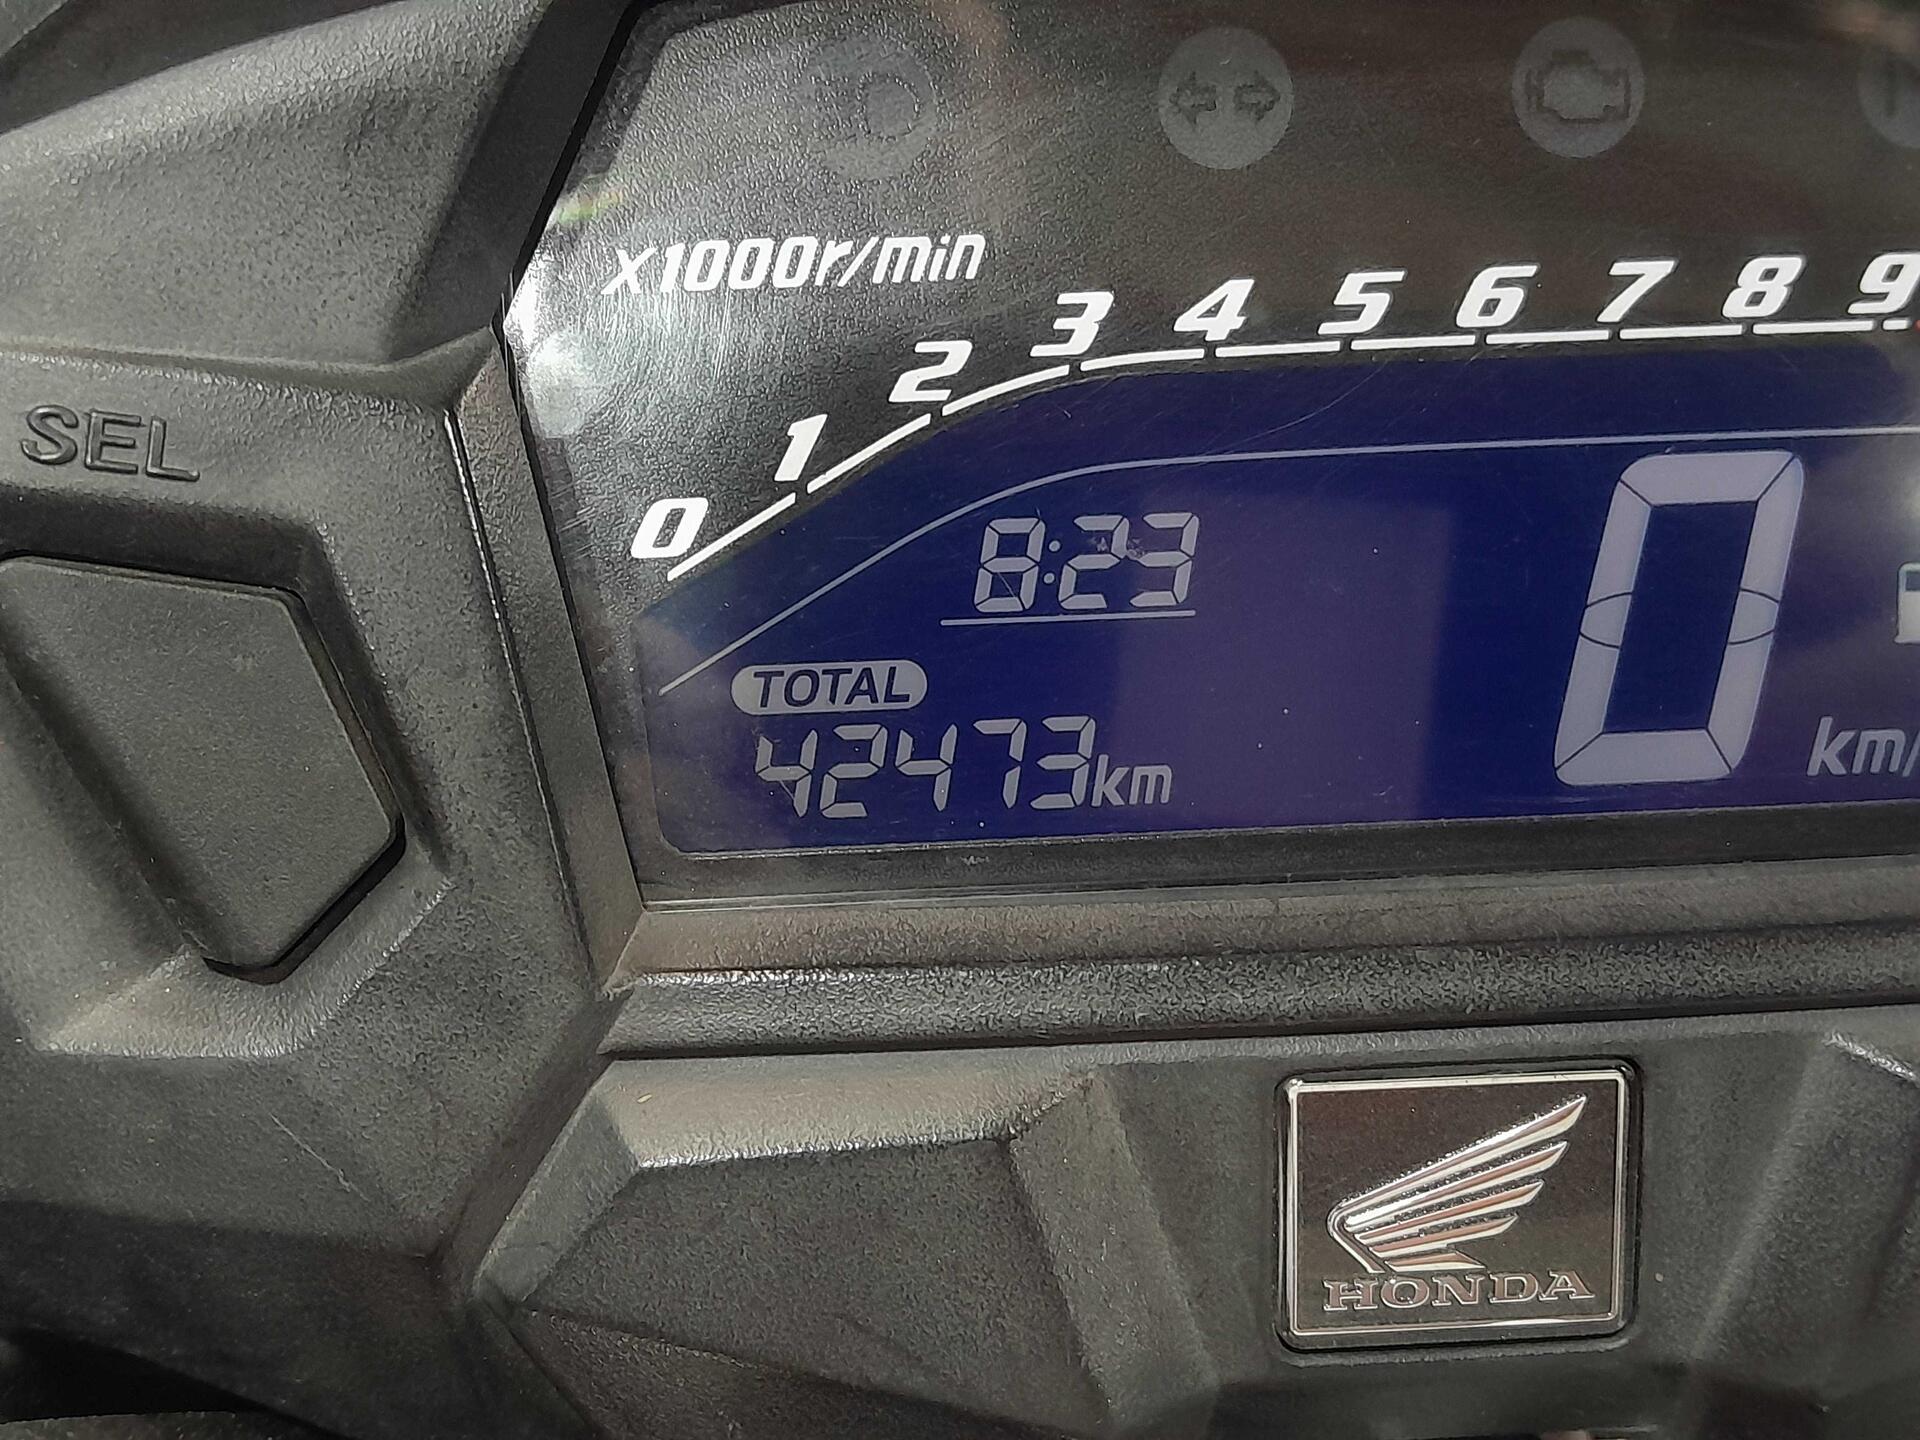 X1000r/min
0 1 2 3 4 5 6 7 8 9
SEL
8:23
0
TOTAL
km/
42473km
HONDA